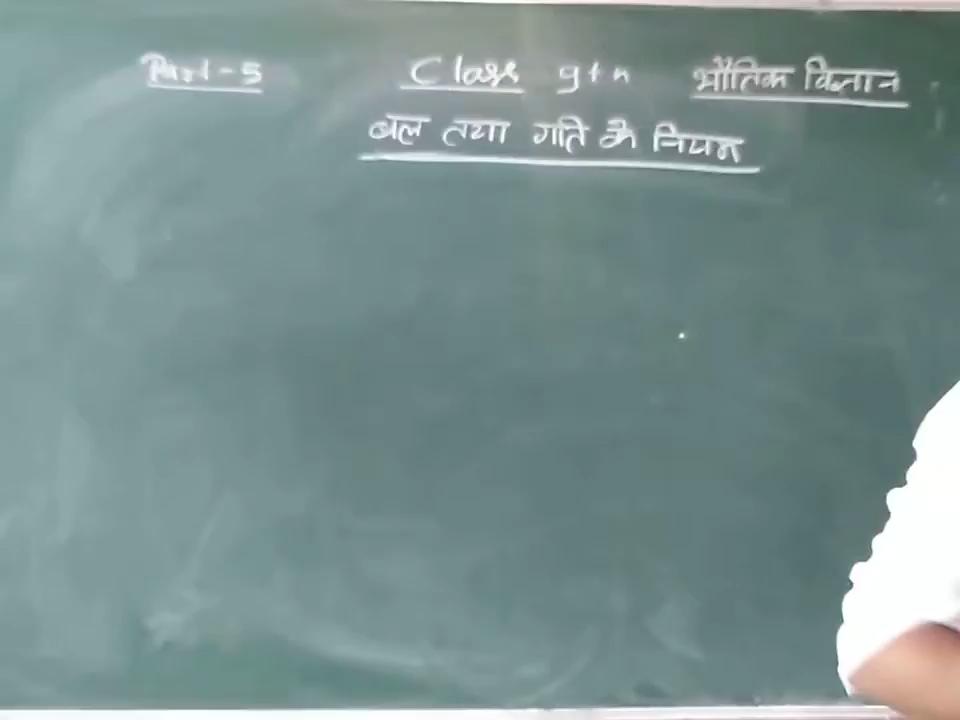 Part-5 Class 9th भौतिक विज्ञान
बल तथा गति के नियम